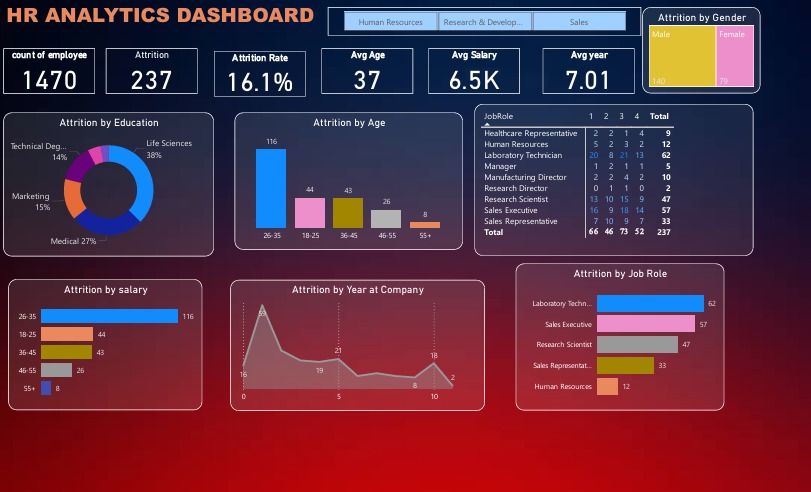 HR ANALYTICS DASHBOARD
Human Resources
Research & Develop...
Sales
Attrition by Gender
Male
Female
140
79
count of employee
1470
Attrition
237
Attrition Rate
16.1%
Avg Age
37
Avg Salary
6.5K
Avg year
7.01
Attrition by Education
Technical Deg...
14%
Life Sciences
38%
Marketing
15%
Medical 27%
Attrition by Age
116
44
43
26
8
26-35 18-25 36-45 46-55 55+
JobRole 1 2 3 4 Total
Healthcare Representative 2 2 1 4 9
Human Resources 5 2 3 2 12
Laboratory Technician 20 8 21 13 62
Manager 1 2 1 1 5
Manufacturing Director 2 2 4 2 10
Research Director 0 1 1 0 2
Research Scientist 13 10 15 9 47
Sales Executive 16 9 18 14 57
Sales Representative 7 10 9 7 33
Total 66 46 73 52 237
Attrition by salary
26-35 116
18-25 44
36-45 43
46-55 26
55+ 8
Attrition by Year at Company
59
16
19
21
8
18
2
0 5 10
Attrition by Job Role
Laboratory Techn... 62
Sales Executive 57
Research Scientist 47
Sales Representat... 33
Human Resources 12